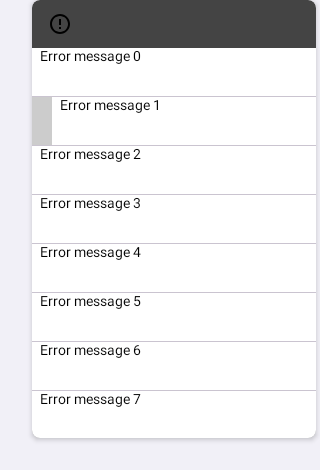 Error message 0
Error message 1
Error message 2
Error message 3
Error message 4
Error message 5
Error message 6
Error message 7